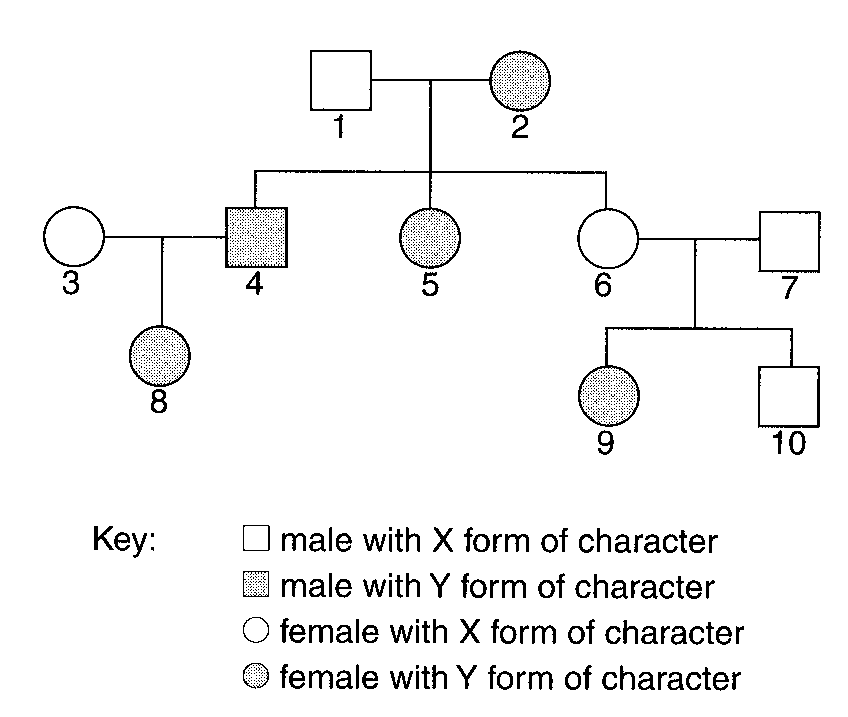 1 2
3 4 5 6 7
8
9 10
Key:
male with X form of character
male with Y form of character
female with X form of character
female with Y form of character